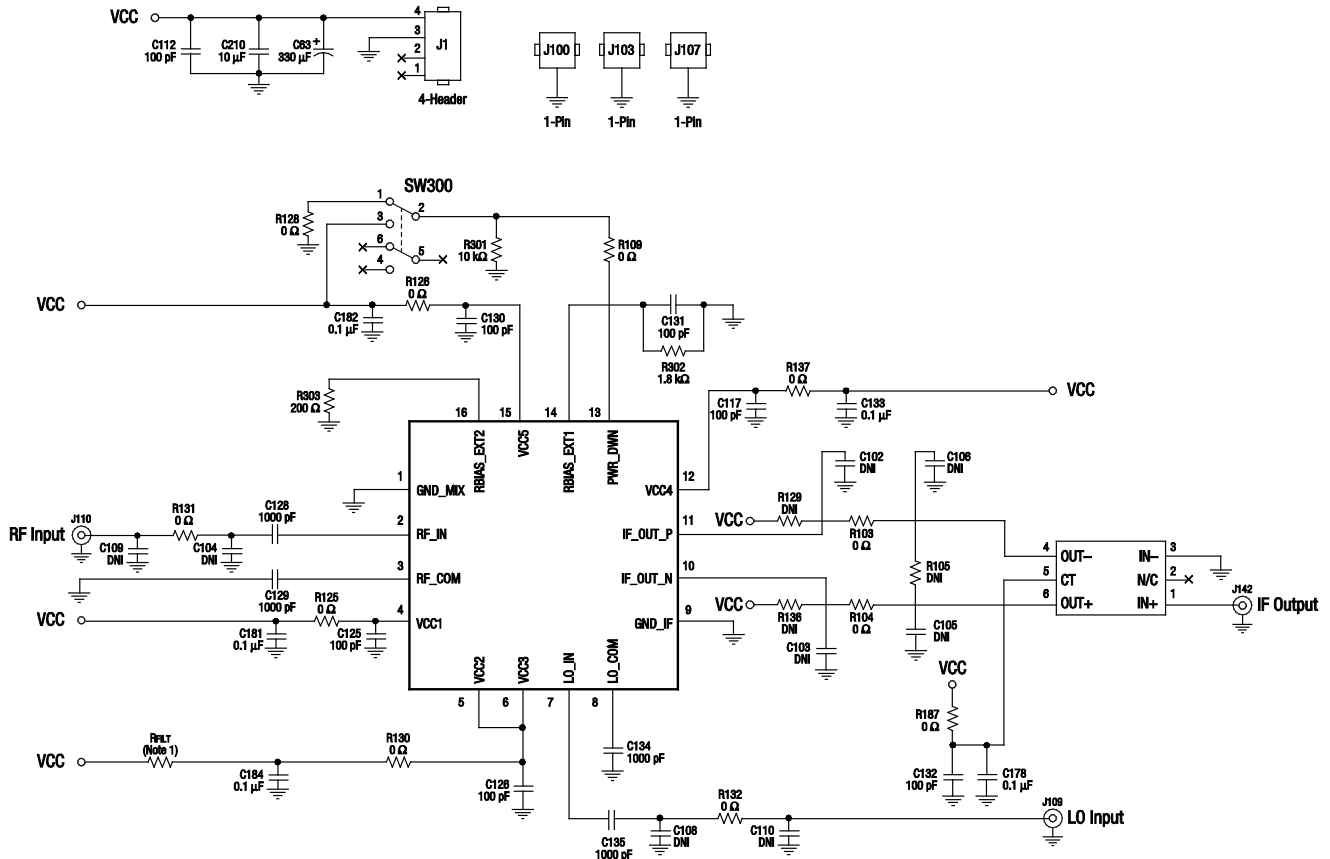 VCC
C112
100 pF
C210
10 µF
C63
330 µF
+
4
3
2
1
J1
4-Header
J100
J103
J107
1-Pin
1-Pin
1-Pin
SW300
1
2
3
6
5
4
R128
0 Ω
R301
10 kΩ
R109
0 Ω
VCC
R126
0 Ω
C182
0.1 µF
C130
100 pF
C131
100 pF
R302
1.8 kΩ
R303
200 Ω
R137
0 Ω
C117
100 pF
C133
0.1 µF
VCC
16
15
14
13
RBIAS_EXT2
VCC5
RBIAS_EXT1
PWR_DWN
1
GND_MIX
12
VCC4
C102
DNI
C106
DNI
RF Input
J110
R131
0 Ω
C128
1000 pF
C109
DNI
C104
DNI
2
RF_IN
11
IF_OUT_P
VCC
R129
DNI
R103
0 Ω
3
RF_COM
C129
1000 pF
10
IF_OUT_N
R105
DNI
4
OUT–
IN–
3
5
CT
N/C
2
6
OUT+
IN+
1
J142
IF Output
VCC
R125
0 Ω
C181
0.1 µF
C125
100 pF
4
VCC1
9
GND_IF
VCC
R136
DNI
R104
0 Ω
C103
DNI
C105
DNI
VCC2
VCC3
LO_IN
LO_COM
5
6
7
8
VCC
R187
0 Ω
C132
100 pF
C178
0.1 µF
VCC
RFILT
(Note 1)
R130
0 Ω
C184
0.1 µF
C126
100 pF
C134
1000 pF
C135
1000 pF
R132
0 Ω
C108
DNI
C110
DNI
J109
LO Input